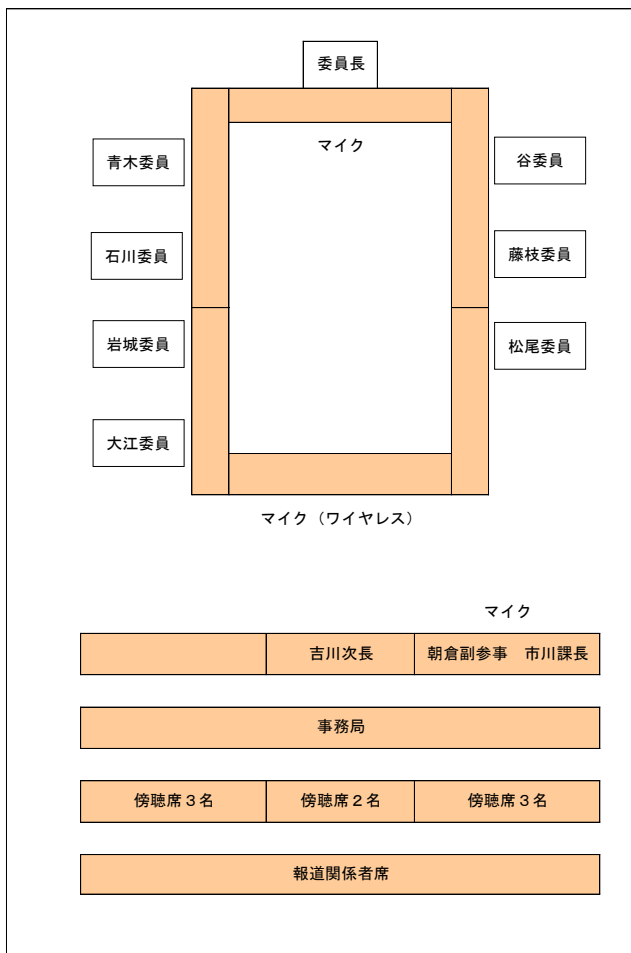 委員長
マイク
青木委員
谷委員
石川委員
藤枝委員
岩城委員
松尾委員
大江委員
マイク（ワイヤレス）
マイク
吉川次長
朝倉副参事　市川課長
事務局
傍聴席３名
傍聴席２名
傍聴席３名
報道関係者席